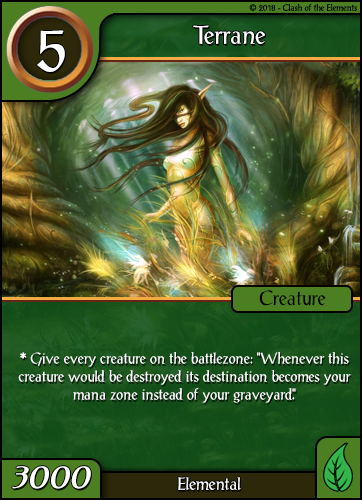 © 2018 - Clash of the Elements
5
Terrane
Creature
* Give every creature on the battlezone: "Whenever this
creature would be destroyed its destination becomes your
mana zone instead of your graveyard."
3000
Elemental